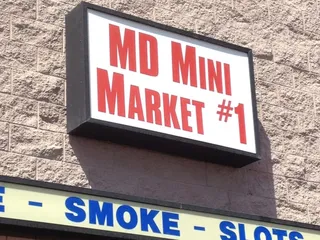 MD MINI
MARKET #1
E - SMOKE - SLOTS